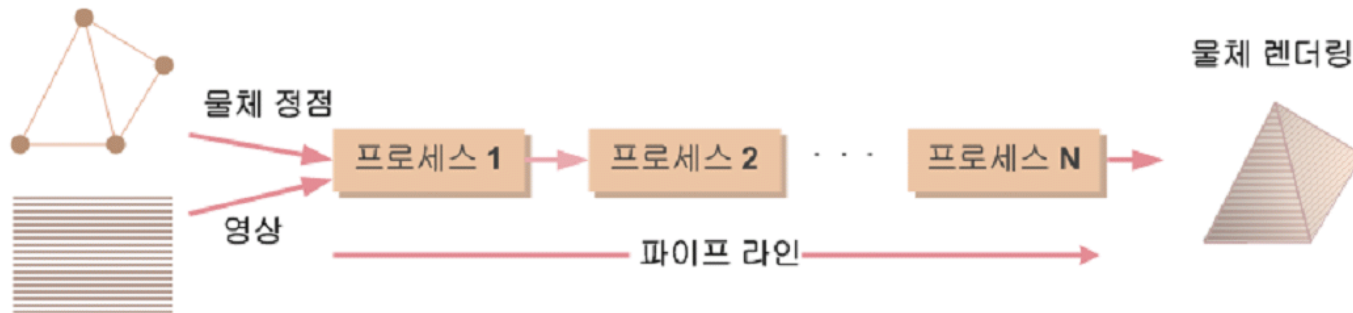 물체 렌더링
물체 정점
프로세스 1
프로세스 2
. . .
프로세스 N
영상
파이프 라인